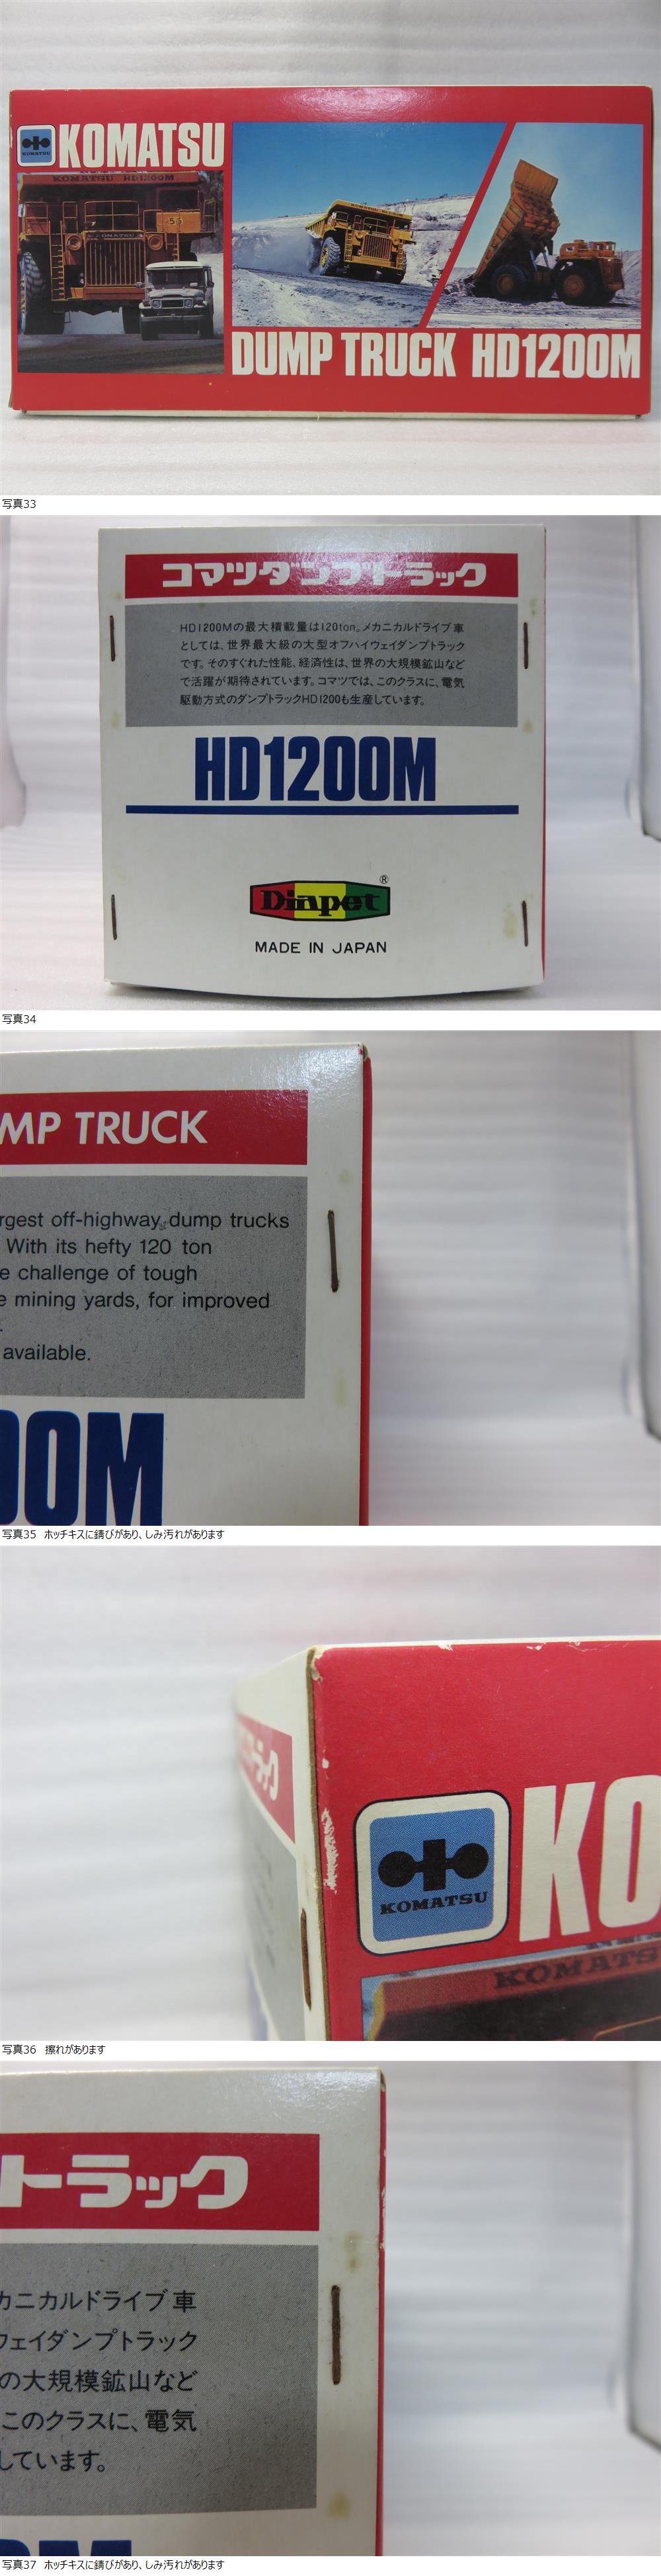 KOMATSU
KOMATSU
KOMATSU HD1200M
KOMATSU
DUMP TRUCK HD1200M
写真33
コマツダンプトラック
HD1200Mの最大積載量は120ton。メカニカルドライブ車
としては、世界最大級の大型オフハイウェイダンプトラック
です。そのすぐれた性能、経済性は、世界の大規模鉱山など
で活躍が期待されています。コマツでは、このクラスに、電気
駆動方式のダンプトラックHD1200も生産しています。
HD1200M
Diapet®
MADE IN JAPAN
写真34
MP TRUCK
rgest off-highway dump trucks
With its hefty 120 ton
e challenge of tough
e mining yards, for improved
.
available.
00M
写真35 ホッチキスに錆びがあり、しみ汚れがあります
ラック
KO
KOMATSU
KOMATS
写真36 擦れがあります
トラック
カニカルドライブ車
ウェイダンプトラック
の大規模鉱山など
このクラスに、電気
しています。
0M
写真37 ホッチキスに錆びがあり、しみ汚れがあります